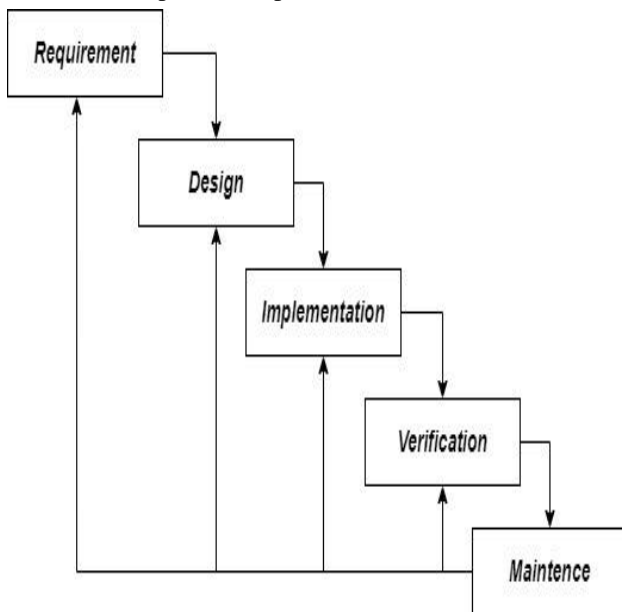 Requirement
Design
Implementation
Verification
Maintence